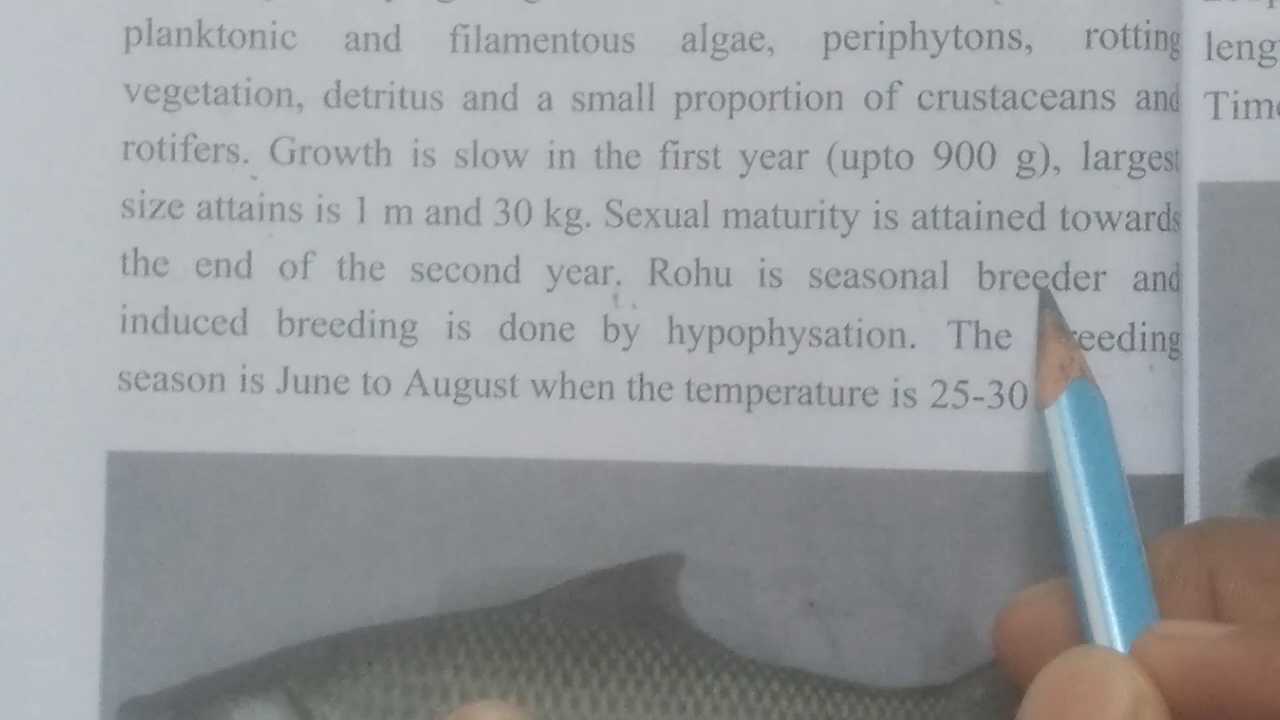 planktonic and filamentous algae, periphytons, rotting
vegetation, detritus and a small proportion of crustaceans and
rotifers. Growth is slow in the first year (upto 900 g), largest
size attains is 1 m and 30 kg. Sexual maturity is attained towards
the end of the second year. Rohu is seasonal breeder and
induced breeding is done by hypophysation. The breeding
season is June to August when the temperature is 25-30
leng
Time